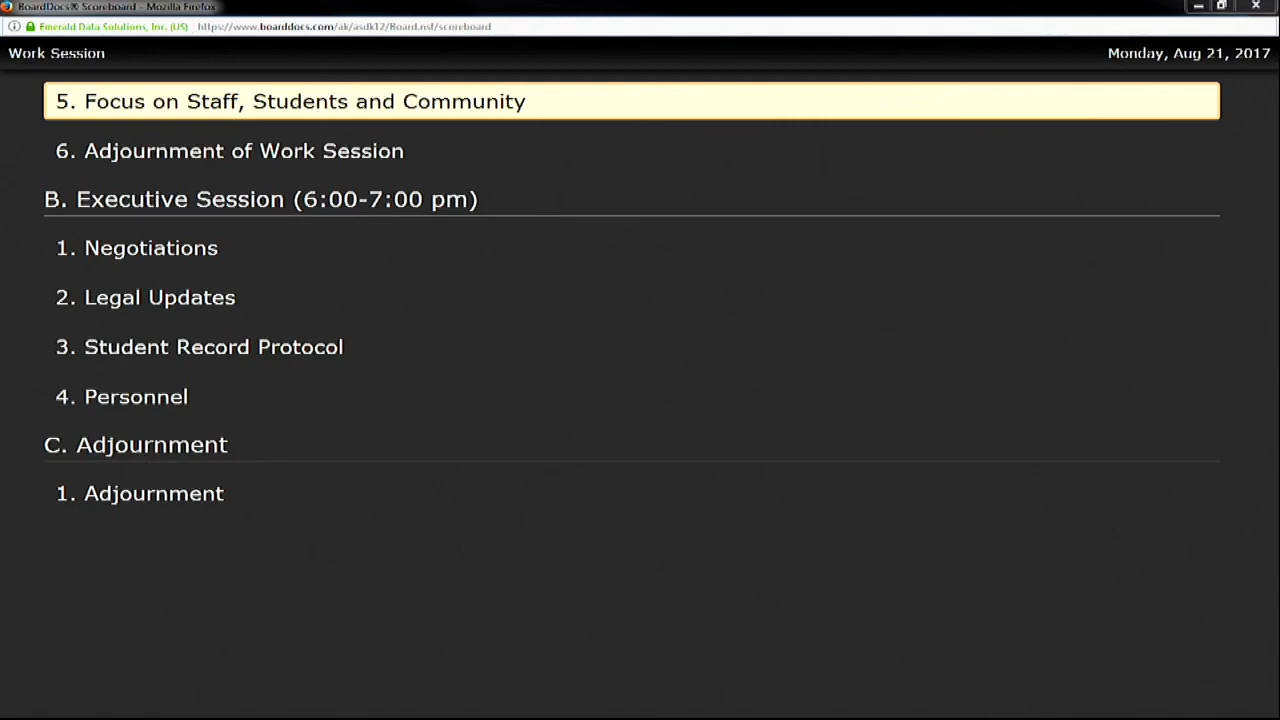 BoardDocs® Scoreboard - Mozilla Firefox
Emerald Data Solutions, Inc. (US) https://www.boarddocs.com/ak/asdk12/Board.nsf/scoreboard
Work Session Monday, Aug 21, 2017
5. Focus on Staff, Students and Community
6. Adjournment of Work Session
B. Executive Session (6:00-7:00 pm)
1. Negotiations
2. Legal Updates
3. Student Record Protocol
4. Personnel
C. Adjournment
1. Adjournment